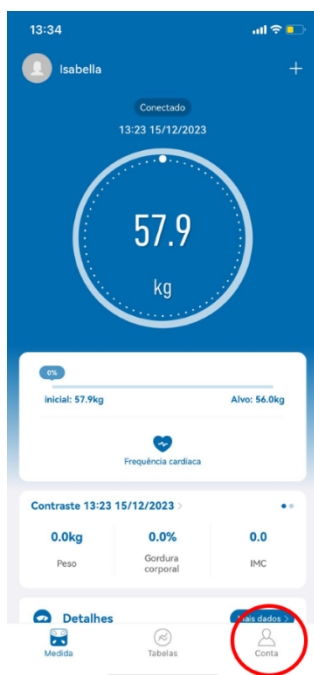 13:34
Isabella
Conectado
13:23 15/12/2023
57.9
kg
0%
inicial: 57.9kg
Alvo: 56.0kg
Frequência cardíaca
Contraste 13:23 15/12/2023 >
0.0kg
0.0%
0.0
Peso
Gordura
corporal
IMC
Detalhes
Mais dados >
Medida
Tabelas
Conta